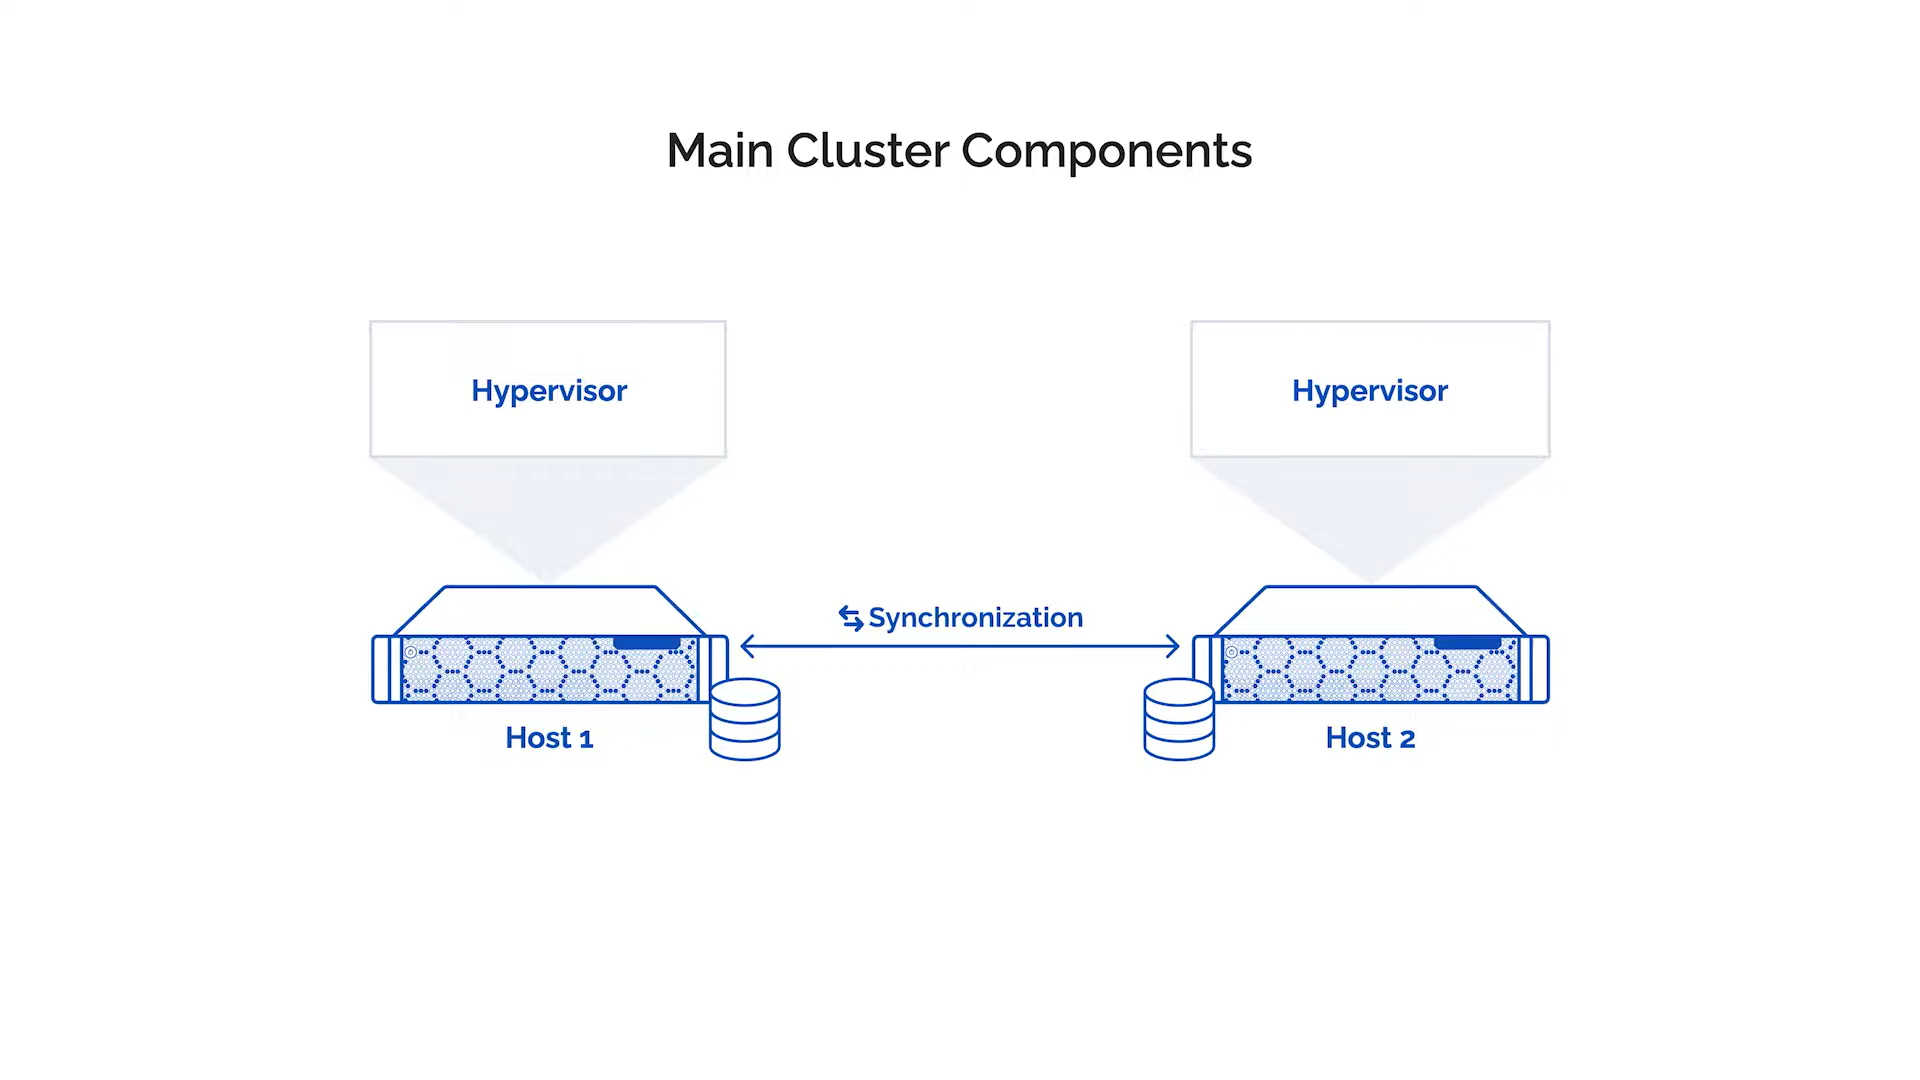 Main Cluster Components
Hypervisor
Hypervisor
Synchronization
Host 1
Host 2